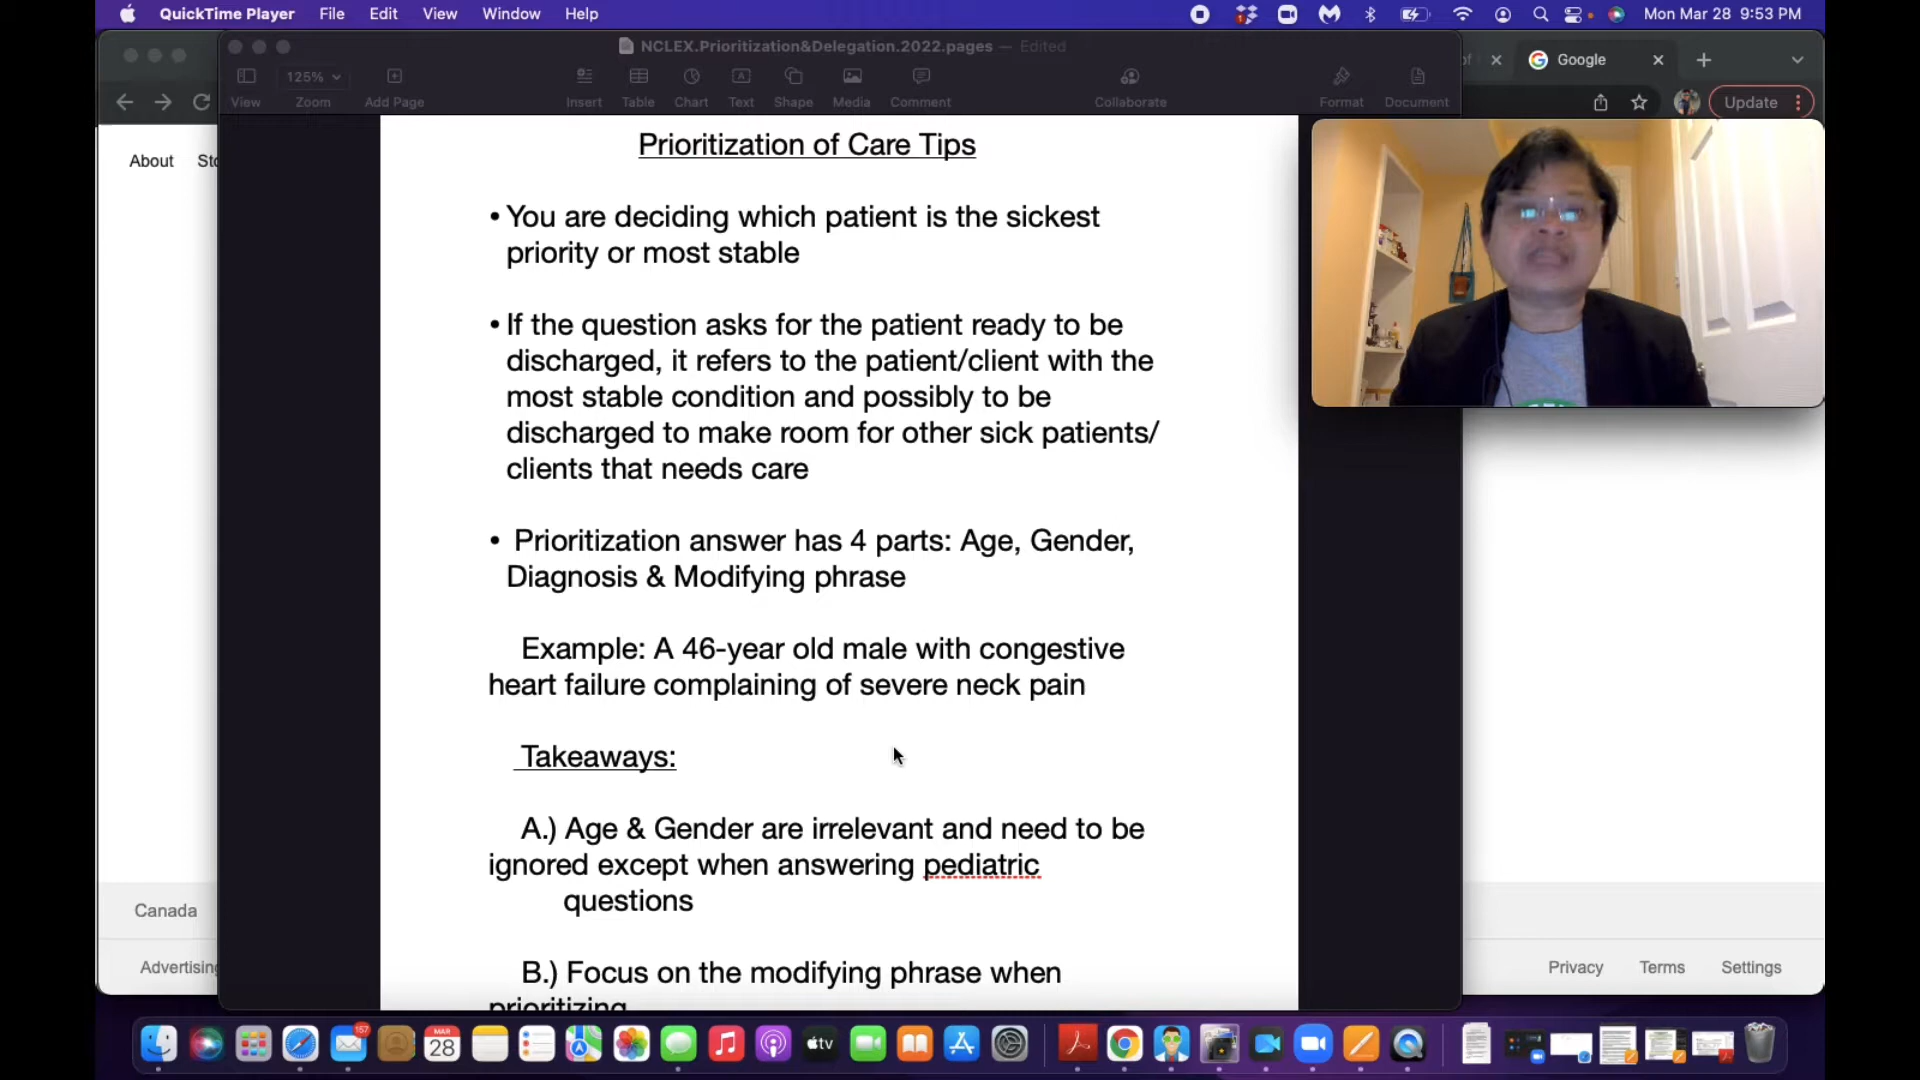 QuickTime Player File Edit View Window Help Mon Mar 28 9:53 PM
NCLEX.Prioritization&Delegation.2022.pages — Edited
Google
125%
View Zoom Add Page Insert Table Chart Text Shape Media Comment Collaborate Format Document
Update
About
Prioritization of Care Tips
• You are deciding which patient is the sickest
priority or most stable
• If the question asks for the patient ready to be
discharged, it refers to the patient/client with the
most stable condition and possibly to be
discharged to make room for other sick patients/
clients that needs care
• Prioritization answer has 4 parts: Age, Gender,
Diagnosis & Modifying phrase
Example: A 46-year old male with congestive
heart failure complaining of severe neck pain
Takeaways:
A.) Age & Gender are irrelevant and need to be
ignored except when answering pediatric
questions
B.) Focus on the modifying phrase when
prioritizing
Canada
Advertising
Privacy Terms Settings
157
MAR
28
tv